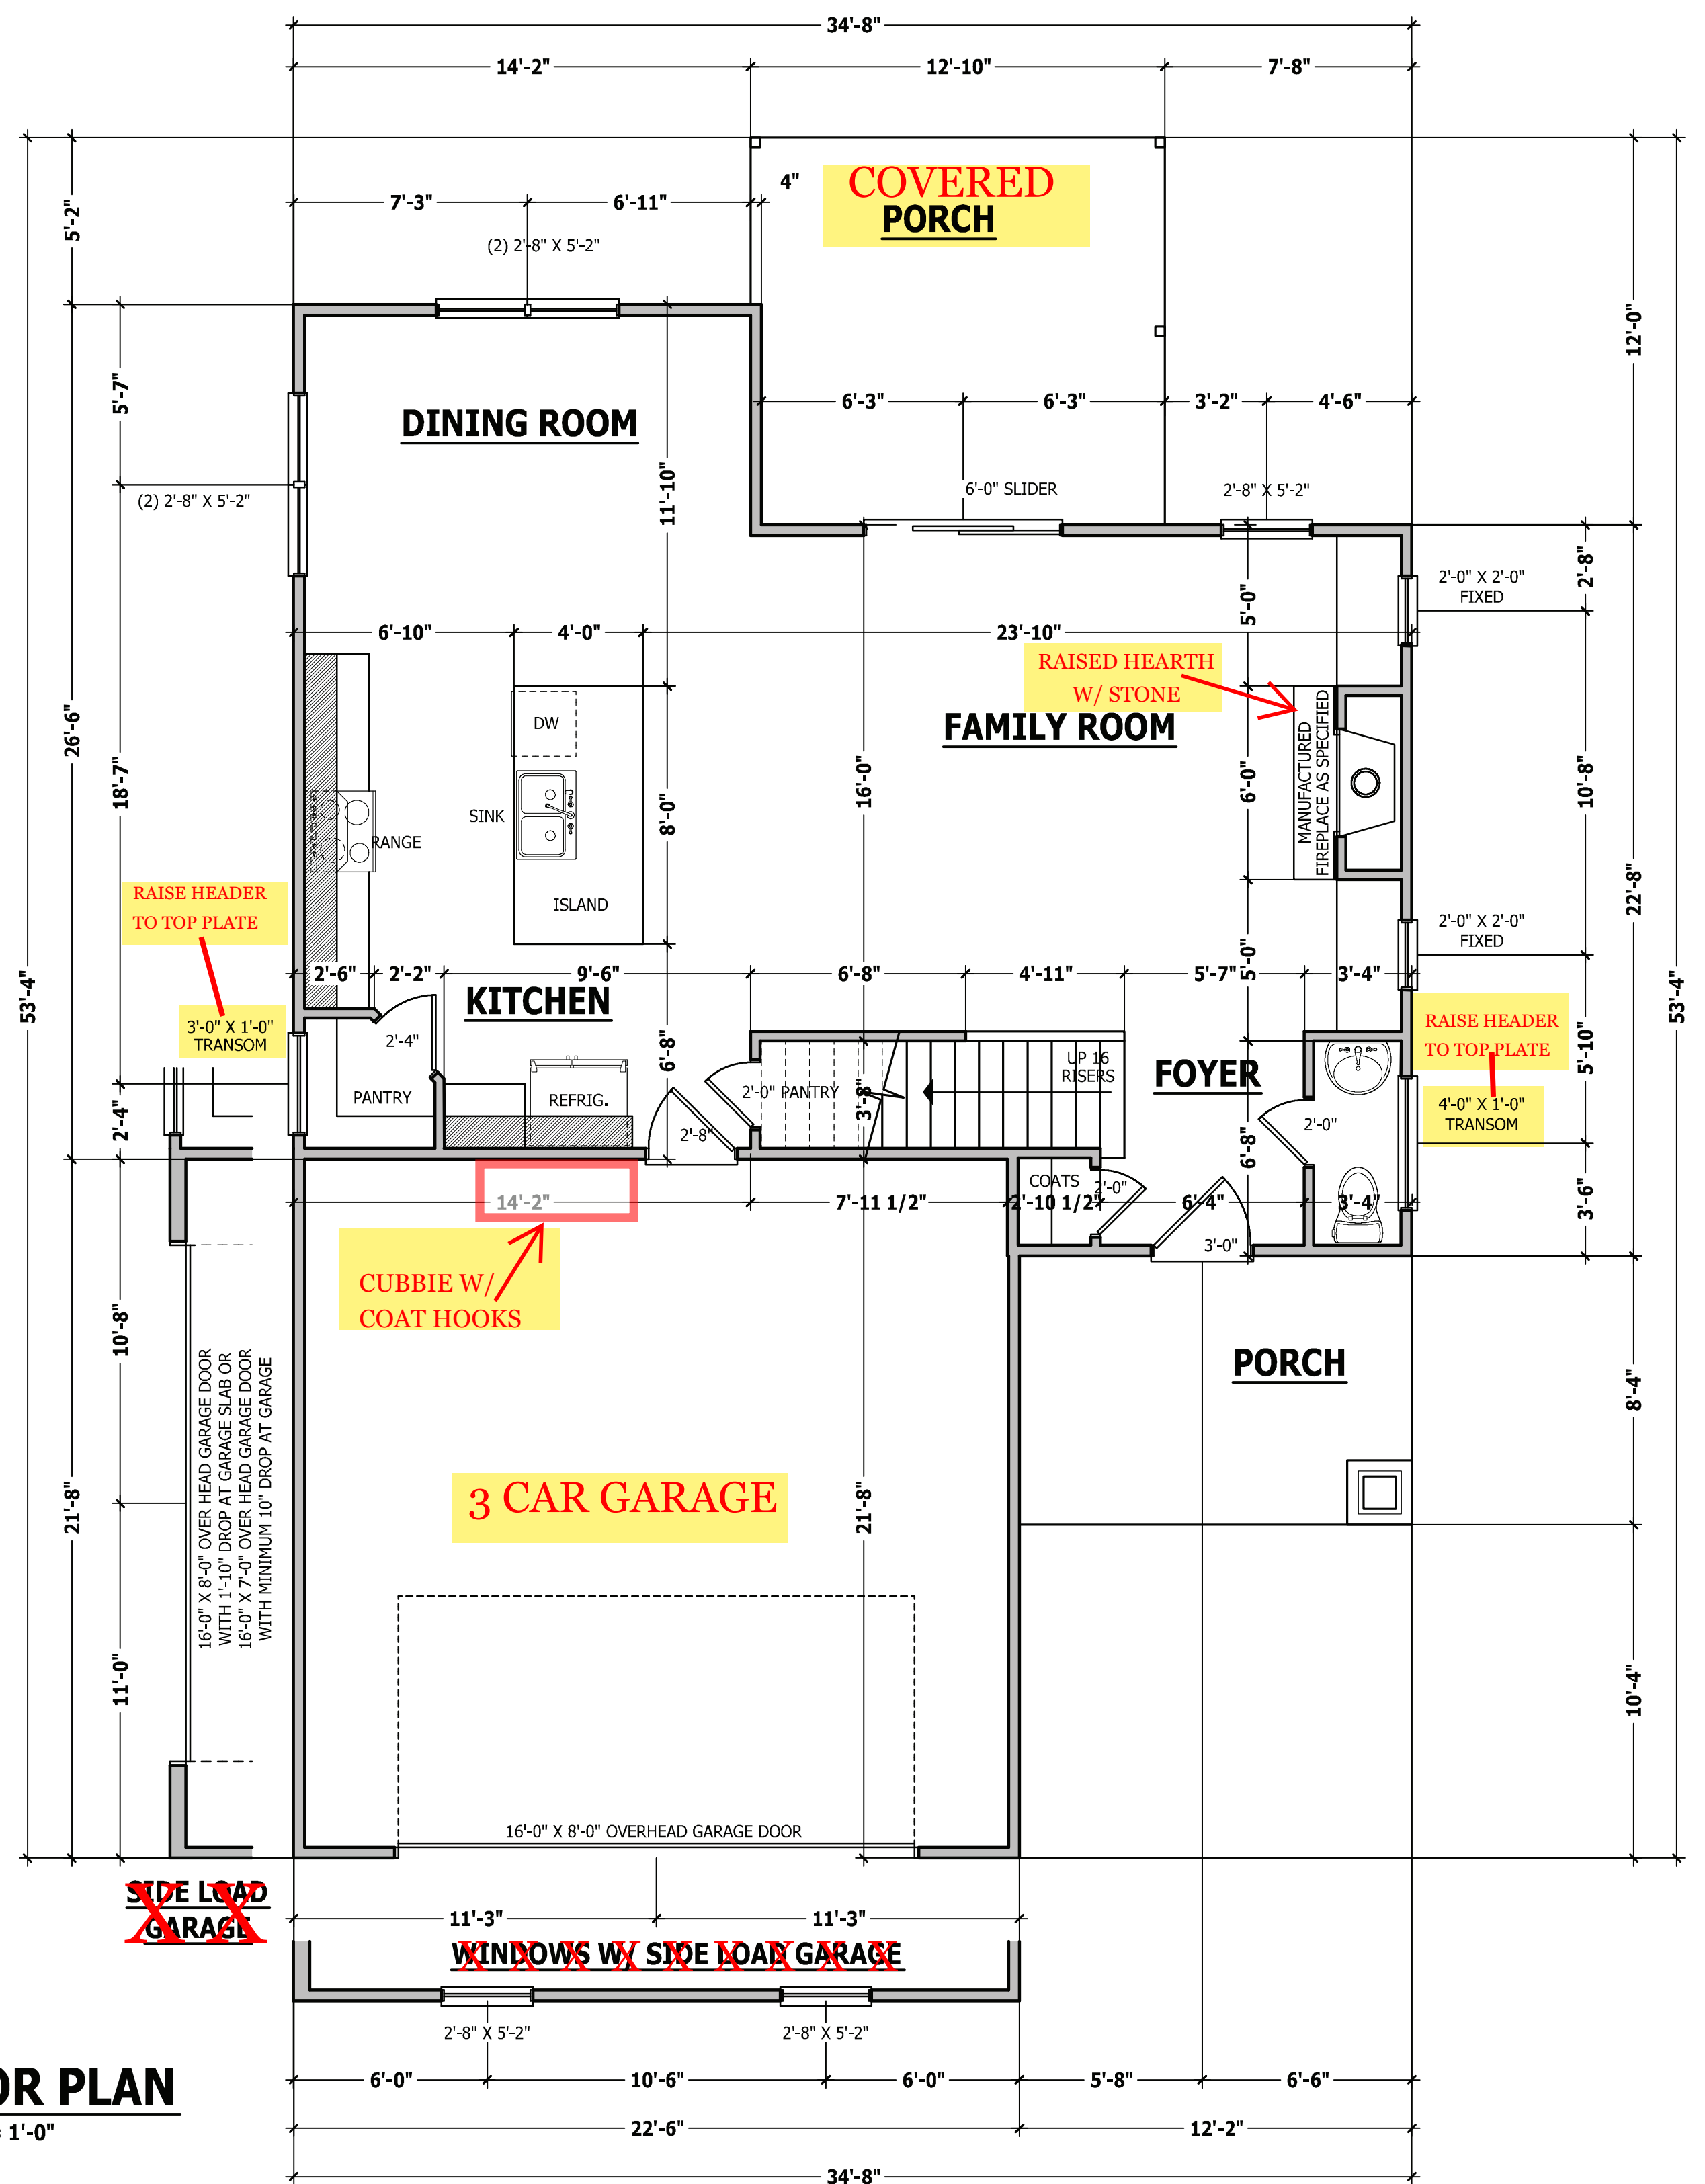 34'-8"
14'-2"
12'-10"
7'-8"
5'-2"
7'-3"
6'-11"
4"
COVERED
PORCH
(2) 2'-8" X 5'-2"
12'-0"
5'-7"
DINING ROOM
6'-3"
6'-3"
3'-2"
4'-6"
(2) 2'-8" X 5'-2"
11'-10"
6'-0" SLIDER
2'-8" X 5'-2"
2'-0" X 2'-0"
FIXED
2'-8"
5'-0"
6'-10"
4'-0"
23'-10"
RAISED HEARTH
W/ STONE
FAMILY ROOM
26'-6"
18'-7"
DW
SINK
RANGE
ISLAND
8'-0"
16'-0"
6'-0"
MANUFACTURED
FIREPLACE AS SPECIFIED
10'-8"
22'-8"
53'-4"
53'-4"
RAISE HEADER
TO TOP PLATE
2'-0" X 2'-0"
FIXED
5'-0"
2'-6"
2'-2"
9'-6"
6'-8"
4'-11"
5'-7"
3'-4"
KITCHEN
3'-0" X 1'-0"
TRANSOM
2'-4"
RAISE HEADER
TO TOP PLATE
5'-10"
6'-8"
UP 16
RISERS
FOYER
PANTRY
REFRIG.
2'-0" PANTRY
3'-8"
2'-4"
2'-8"
2'-0"
4'-0" X 1'-0"
TRANSOM
6'-8"
14'-2"
7'-11 1/2"
COATS
2'-0"
2'-10 1/2"
6'-4"
3'-4"
3'-6"
3'-0"
CUBBIE W/
COAT HOOKS
10'-8"
PORCH
8'-4"
16'-0" X 8'-0" OVER HEAD GARAGE DOOR
WITH 1'-10" DROP AT GARAGE SLAB OR
16'-0" X 7'-0" OVER HEAD GARAGE DOOR
WITH MINIMUM 10" DROP AT GARAGE
21'-8"
3 CAR GARAGE
21'-8"
11'-0"
10'-4"
16'-0" X 8'-0" OVERHEAD GARAGE DOOR
SIDE LOAD
GARAGE
X X
11'-3"
11'-3"
WINDOWS W/ SIDE LOAD GARAGE
X X X X X X X X X
2'-8" X 5'-2"
2'-8" X 5'-2"
6'-0"
10'-6"
6'-0"
5'-8"
6'-6"
OR PLAN
1'-0"
22'-6"
12'-2"
34'-8"